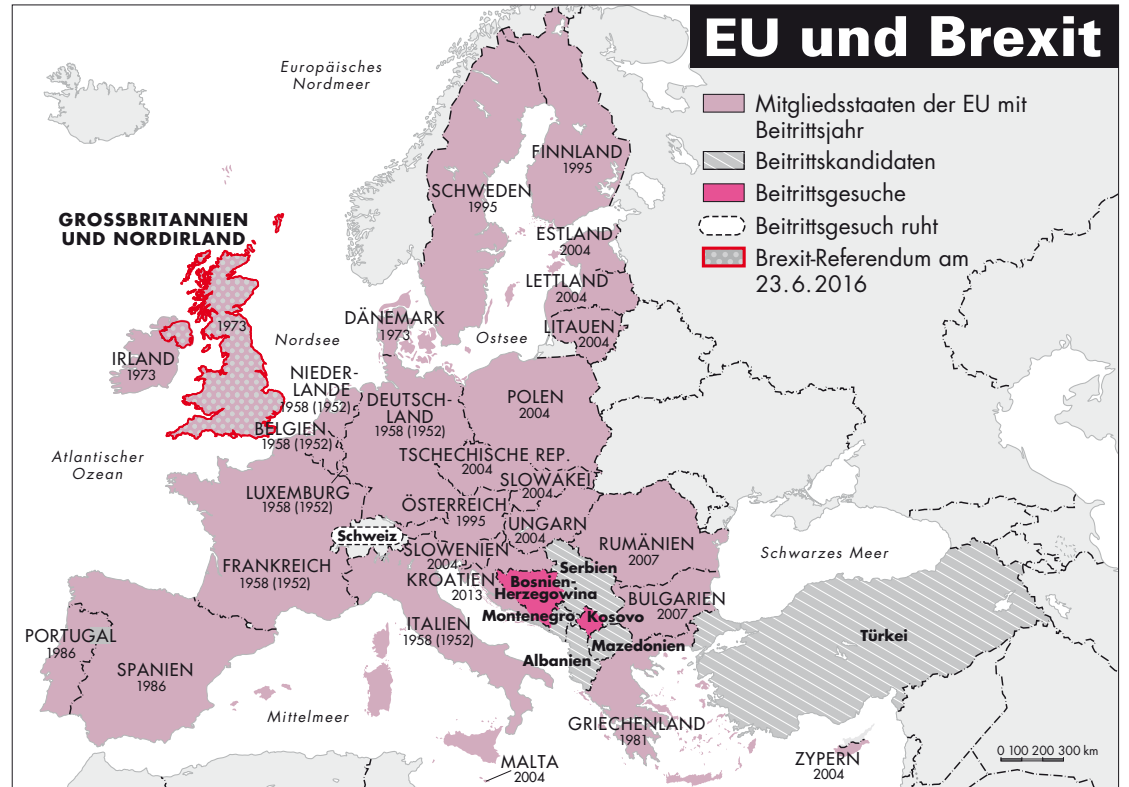 EU und Brexit
Mitgliedsstaaten der EU mit
Beitrittsjahr
Beitrittskandidaten
Beitrittsgesuche
Beitrittsgesuch ruht
Brexit-Referendum am
23.6.2016
Europäisches
Nordmeer
FINNLAND
1995
SCHWEDEN
1995
GROSSBRITANNIEN
UND NORDIRLAND
1973
ESTLAND
2004
LETTLAND
2004
LITAUEN
2004
DÄNEMARK
1973
Nordsee
Ostsee
IRLAND
1973
NIEDER-
LANDE
1958 (1952)
DEUTSCH-
LAND
1958 (1952)
POLEN
2004
BELGIEN
1958 (1952)
Atlantischer
Ozean
TSCHECHISCHE REP.
2004
SLOWAKEI
2004
LUXEMBURG
1958 (1952)
ÖSTERREICH
1995
UNGARN
2004
Schweiz
SLOWENIEN
2004
RUMÄNIEN
2007
Schwarzes Meer
FRANKREICH
1958 (1952)
KROATIEN
2013
Serbien
Bosnien-
Herzegowina
BULGARIEN
2007
Montenegro
Kosovo
ITALIEN
1958 (1952)
PORTUGAL
1986
SPANIEN
1986
Albanien
Mazedonien
Türkei
Mittelmeer
GRIECHENLAND
1981
MALTA
2004
ZYPERN
2004
0 100 200 300 km